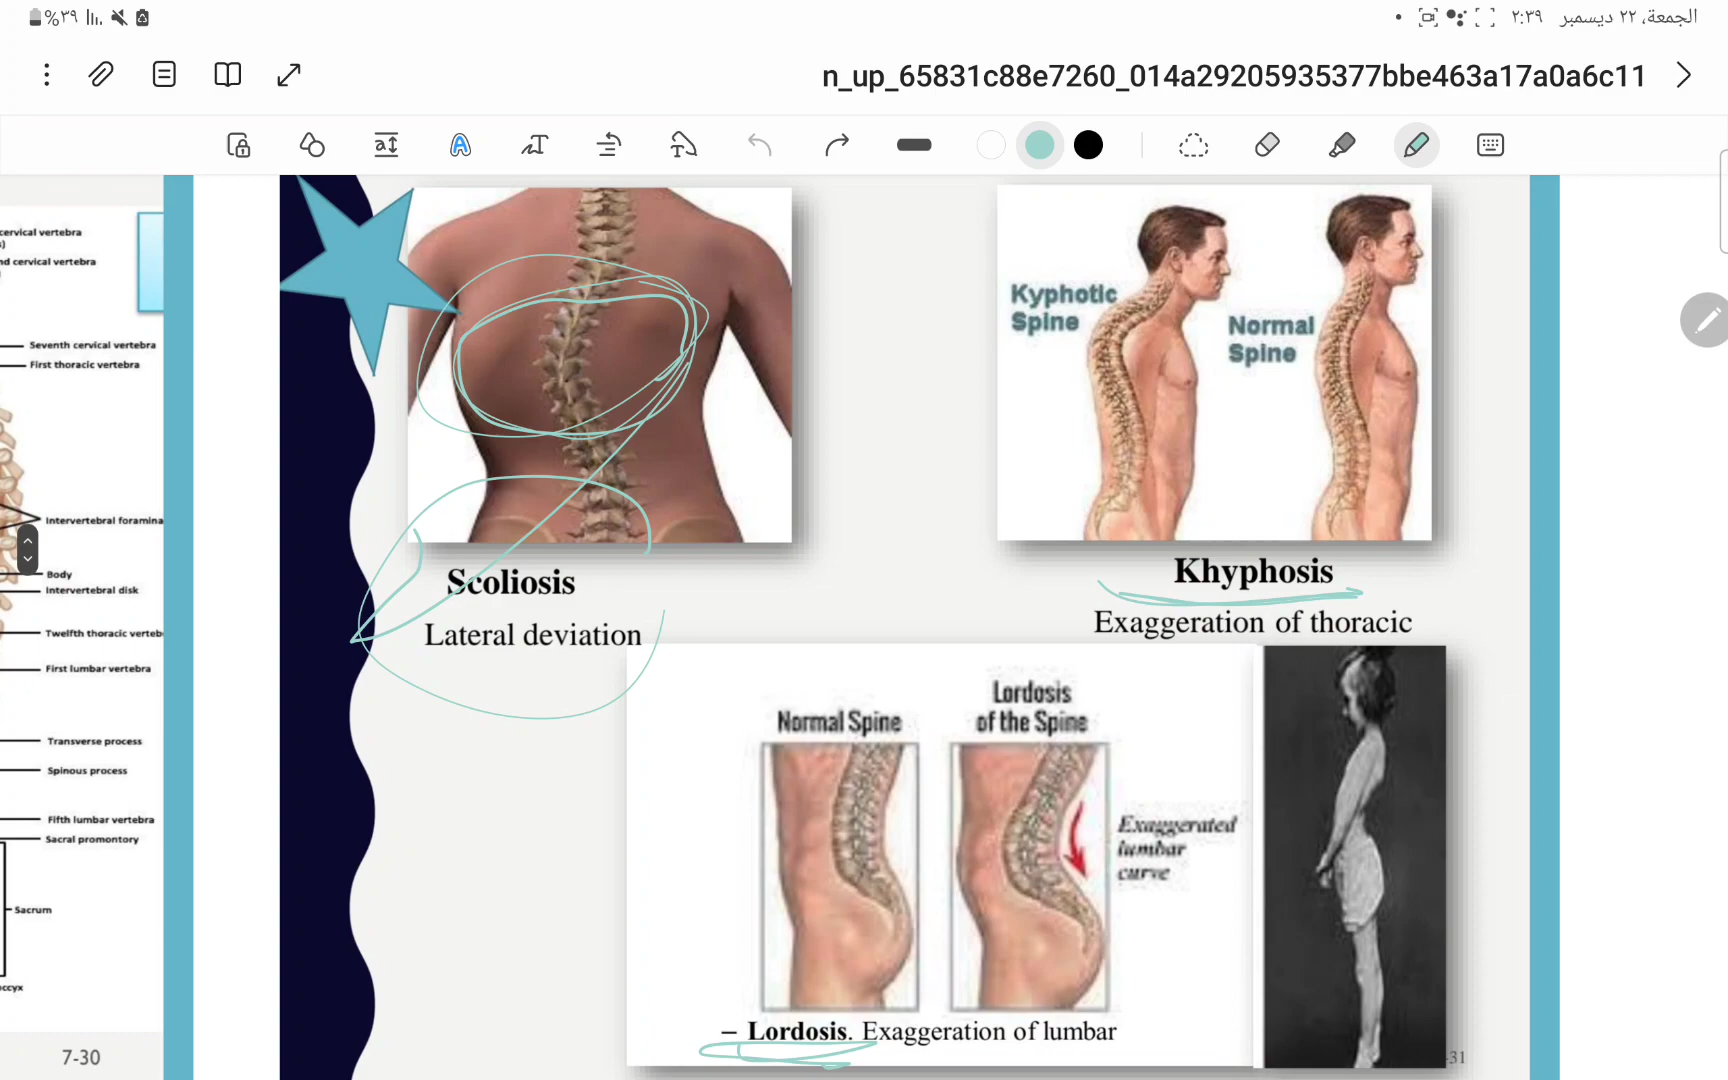 %٣٩
الجمعة، ٢٢ ديسمبر ٢:٣٩
n_up_65831c88e7260_014a29205935377bbe463a17a0a6c11
cervical vertebra
cervical vertebra
Seventh cervical vertebra
First thoracic vertebra
Intervertebral foramina
Body
Intervertebral disk
Twelfth thoracic
First lumbar vertebra
Transverse process
Spinous process
Fifth lumbar vertebra
Sacral promontory
Sacrum
7-30
Kyphotic
Spine
Normal
Spine
Scoliosis
Lateral deviation
Khyphosis
Exaggeration of thoracic
Normal Spine
Lordosis
of the Spine
Exaggerated
lumbar
curve
– Lordosis. Exaggeration of lumbar
31